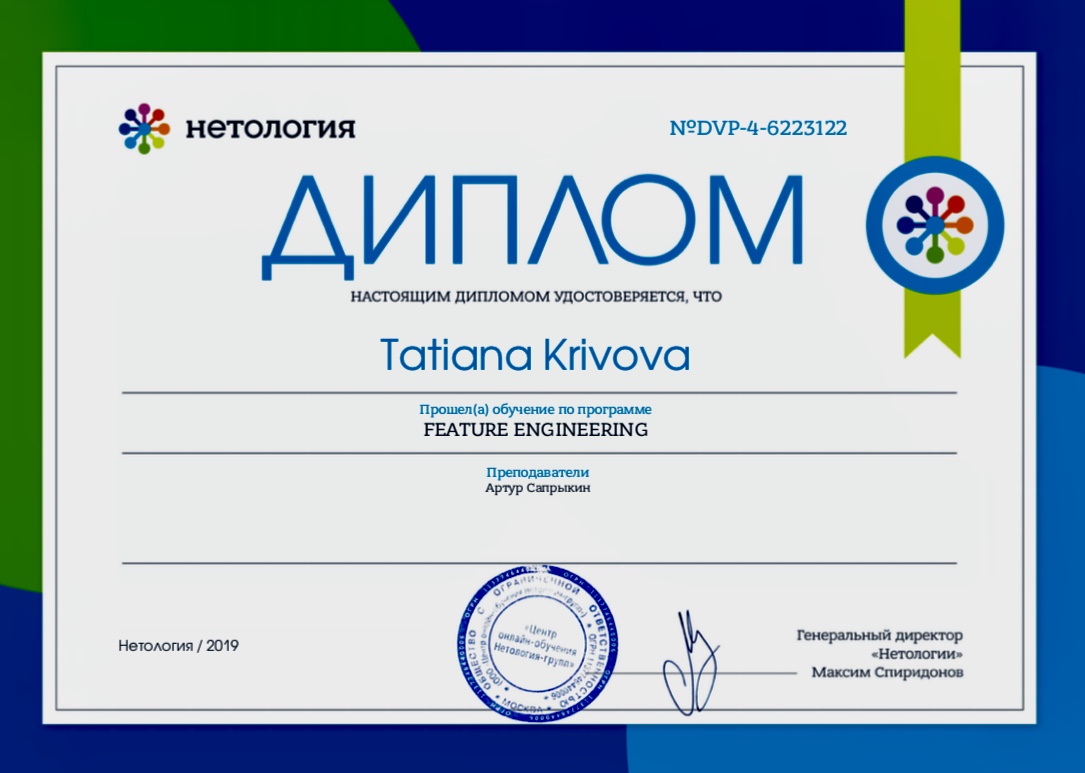 нетология
№DVP-4-6223122
ДИПЛОМ
НАСТОЯЩИМ ДИПЛОМОМ УДОСТОВЕРЯЕТСЯ, ЧТО
Tatiana Krivova
Прошел(а) обучение по программе
FEATURE ENGINEERING
Преподаватели
Артур Сапрыкин
ОБЩЕСТВО С ОГРАНИЧЕННОЙ ОТВЕТСТВЕННОСТЬЮ
«Центр
онлайн-обучения
Нетология-групп»
* МОСКВА *
Нетология / 2019
Генеральный директор
«Нетологии»
Максим Спиридонов